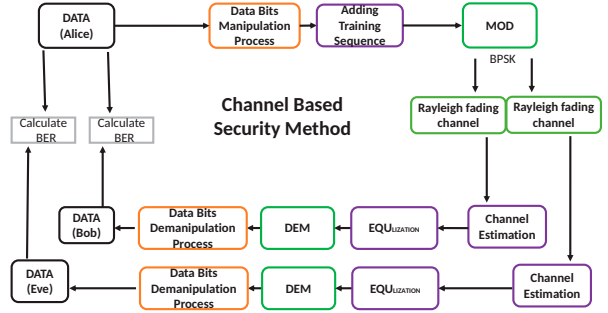 DATA
(Alice)
Data Bits
Manipulation
Process
Adding
Training
Sequence
MOD
BPSK
Calculate
BER
Calculate
BER
Channel Based
Security Method
Rayleigh fading
channel
Rayleigh fading
channel
DATA
(Bob)
Data Bits
Demanipulation
Process
DEM
EQULIZATION
Channel
Estimation
DATA
(Eve)
Data Bits
Demanipulation
Process
DEM
EQULIZATION
Channel
Estimation